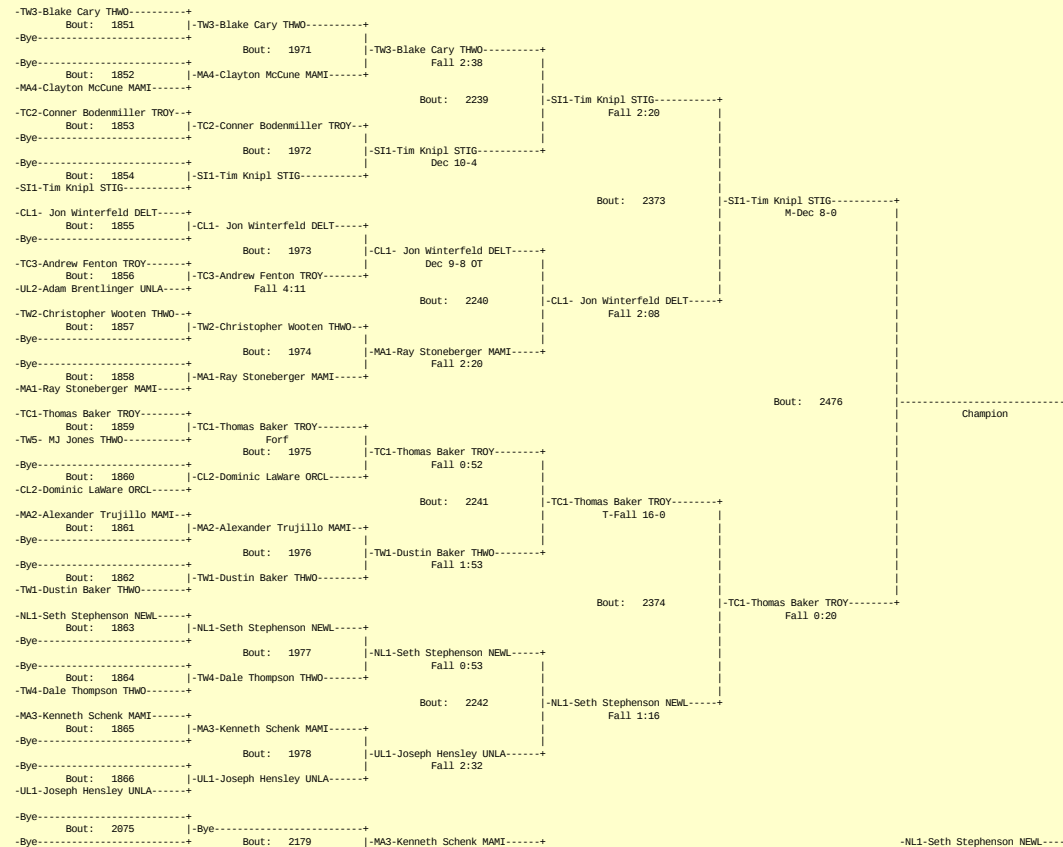 -TW3-Blake Cary THWO----------+
Bout: 1851 |-TW3-Blake Cary THWO----------+
-Bye--------------------------+ |
Bout: 1971 |-TW3-Blake Cary THWO----------+
-Bye--------------------------+ | Fall 2:38 |
Bout: 1852 |-MA4-Clayton McCune MAMI------+ |
-MA4-Clayton McCune MAMI------+ |
Bout: 2239 |-SI1-Tim Knipl STIG-----------+
-TC2-Conner Bodenmiller TROY--+ | Fall 2:20 |
Bout: 1853 |-TC2-Conner Bodenmiller TROY--+ | |
-Bye--------------------------+ | | |
Bout: 1972 |-SI1-Tim Knipl STIG-----------+ |
-Bye--------------------------+ | Dec 10-4 |
Bout: 1854 |-SI1-Tim Knipl STIG-----------+ |
-SI1-Tim Knipl STIG-----------+ |
Bout: 2373 |-SI1-Tim Knipl STIG-----------+
-CL1- Jon Winterfeld DELT-----+ | M-Dec 8-0 |
Bout: 1855 |-CL1- Jon Winterfeld DELT-----+ | |
-Bye--------------------------+ | | |
Bout: 1973 |-CL1- Jon Winterfeld DELT-----+ | |
-TC3-Andrew Fenton TROY-------+ | Dec 9-8 OT | | |
Bout: 1856 |-TC3-Andrew Fenton TROY-------+ | | |
-UL2-Adam Brentlinger UNLA----+ Fall 4:11 | | |
Bout: 2240 |-CL1- Jon Winterfeld DELT-----+ |
-TW2-Christopher Wooten THWO--+ | Fall 2:08 |
Bout: 1857 |-TW2-Christopher Wooten THWO--+ | |
-Bye--------------------------+ | | |
Bout: 1974 |-MA1-Ray Stoneberger MAMI-----+ |
-Bye--------------------------+ | Fall 2:20 |
Bout: 1858 |-MA1-Ray Stoneberger MAMI-----+ |
-MA1-Ray Stoneberger MAMI-----+ |
Bout: 2476 |-----------------------------
-TC1-Thomas Baker TROY--------+ | Champion
Bout: 1859 |-TC1-Thomas Baker TROY--------+ |
-TW5- MJ Jones THWO-----------+ Forf | |
Bout: 1975 |-TC1-Thomas Baker TROY--------+ |
-Bye--------------------------+ | Fall 0:52 | |
Bout: 1860 |-CL2-Dominic LaWare ORCL------+ | |
-CL2-Dominic LaWare ORCL------+ | |
Bout: 2241 |-TC1-Thomas Baker TROY--------+ |
-MA2-Alexander Trujillo MAMI--+ | T-Fall 16-0 | |
Bout: 1861 |-MA2-Alexander Trujillo MAMI--+ | | |
-Bye--------------------------+ | | | |
Bout: 1976 |-TW1-Dustin Baker THWO--------+ | |
-Bye--------------------------+ | Fall 1:53 | |
Bout: 1862 |-TW1-Dustin Baker THWO--------+ | |
-TW1-Dustin Baker THWO--------+ | |
Bout: 2374 |-TC1-Thomas Baker TROY--------+
-NL1-Seth Stephenson NEWL-----+ | Fall 0:20
Bout: 1863 |-NL1-Seth Stephenson NEWL-----+ |
-Bye--------------------------+ | |
Bout: 1977 |-NL1-Seth Stephenson NEWL-----+ |
-Bye--------------------------+ | Fall 0:53 | |
Bout: 1864 |-TW4-Dale Thompson THWO-------+ | |
-TW4-Dale Thompson THWO-------+ | |
Bout: 2242 |-NL1-Seth Stephenson NEWL-----+
-MA3-Kenneth Schenk MAMI------+ | Fall 1:16
Bout: 1865 |-MA3-Kenneth Schenk MAMI------+ |
-Bye--------------------------+ | |
Bout: 1978 |-UL1-Joseph Hensley UNLA------+
-Bye--------------------------+ | Fall 2:32
Bout: 1866 |-UL1-Joseph Hensley UNLA------+
-UL1-Joseph Hensley UNLA------+
-Bye--------------------------+
Bout: 2075 |-Bye--------------------------+
-Bye--------------------------+ Bout: 2179 |-MA3-Kenneth Schenk MAMI------+ -NL1-Seth Stephenson NEWL----